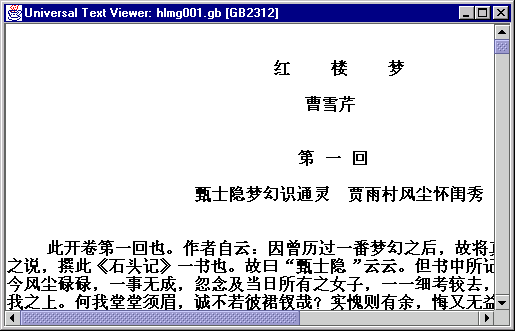 Universal Text Viewer: hlmg001.gb [GB2312]
红 楼 梦
曹雪芹
第 一 回
甄士隐梦幻识通灵 贾雨村风尘怀闺秀
此开卷第一回也。作者自云：因曾历过一番梦幻之后，故将真
之说，撰此《石头记》一书也。故曰“甄士隐”云云。但书中所记
今风尘碌碌，一事无成，忽念及当日所有之女子，一一细考较去，
我之上。何我堂堂须眉，诚不若彼裙钗哉？实愧则有余，悔又无益